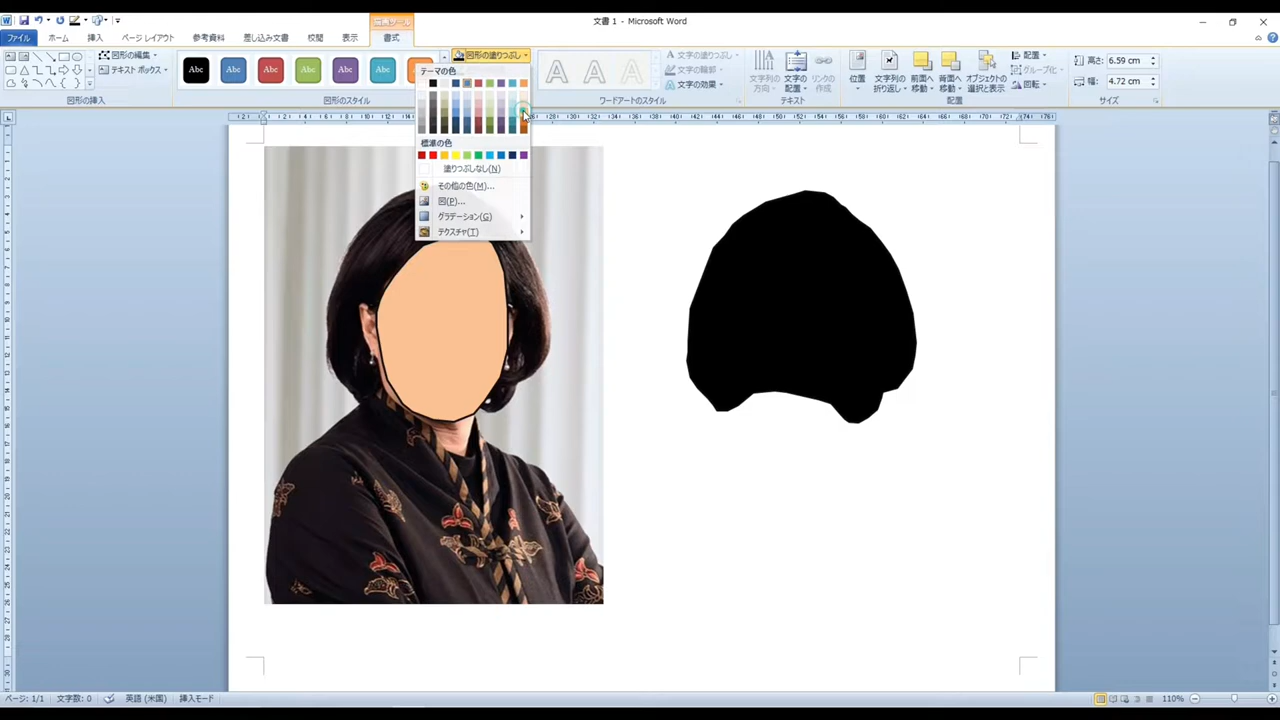 文書 1 - Microsoft Word
描画ツール
ファイル ホーム 挿入 ページ レイアウト 参考資料 差し込み文書 校閲 表示 書式
図形の編集
テキスト ボックス
図形の挿入
Abc Abc Abc Abc Abc Abc
図形のスタイル
図形の塗りつぶし
テーマの色
標準の色
塗りつぶしなし(N)
その他の色(M)...
図(P)...
グラデーション(G)
テクスチャ(T)
A A A
文字の塗りつぶし
文字の輪郭
文字の効果
ワードアートのスタイル
文字列の方向
文字の配置
リンクの作成
テキスト
位置
文字列の折り返し
前面へ移動
背面へ移動
オブジェクトの選択と表示
配置
グループ化
回転
配置
高さ: 6.59 cm
幅: 4.72 cm
サイズ
ページ: 1/1 文字数: 0 英語 (米国) 挿入モード
110%